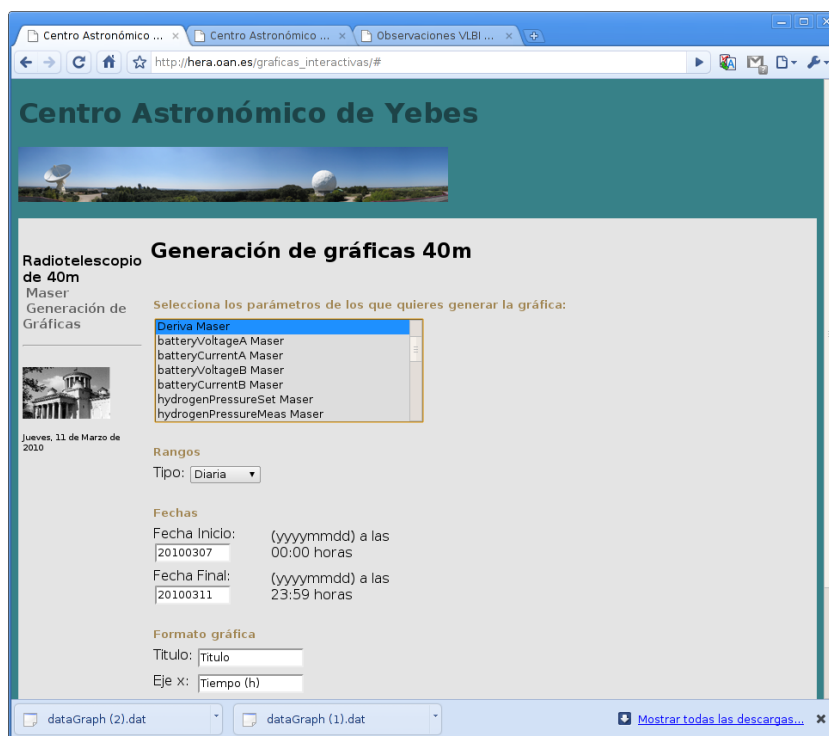 Centro Astronómico ...
Centro Astronómico ...
Observaciones VLBI ...
http://hera.oan.es/graficas_interactivas/#
Centro Astronómico de Yebes
Radiotelescopio
de 40m
Maser
Generación de
Gráficas
Jueves, 11 de Marzo de
2010
Generación de gráficas 40m
Selecciona los parámetros de los que quieres generar la gráfica:
Deriva Maser
batteryVoltageA Maser
batteryCurrentA Maser
batteryVoltageB Maser
batteryCurrentB Maser
hydrogenPressureSet Maser
hydrogenPressureMeas Maser
Rangos
Tipo: Diaria
Fechas
Fecha Inicio: (yyyymmdd) a las
20100307 00:00 horas
Fecha Final: (yyyymmdd) a las
20100311 23:59 horas
Formato gráfica
Titulo: Titulo
Eje x: Tiempo (h)
dataGraph (2).dat
dataGraph (1).dat
Mostrar todas las descargas...